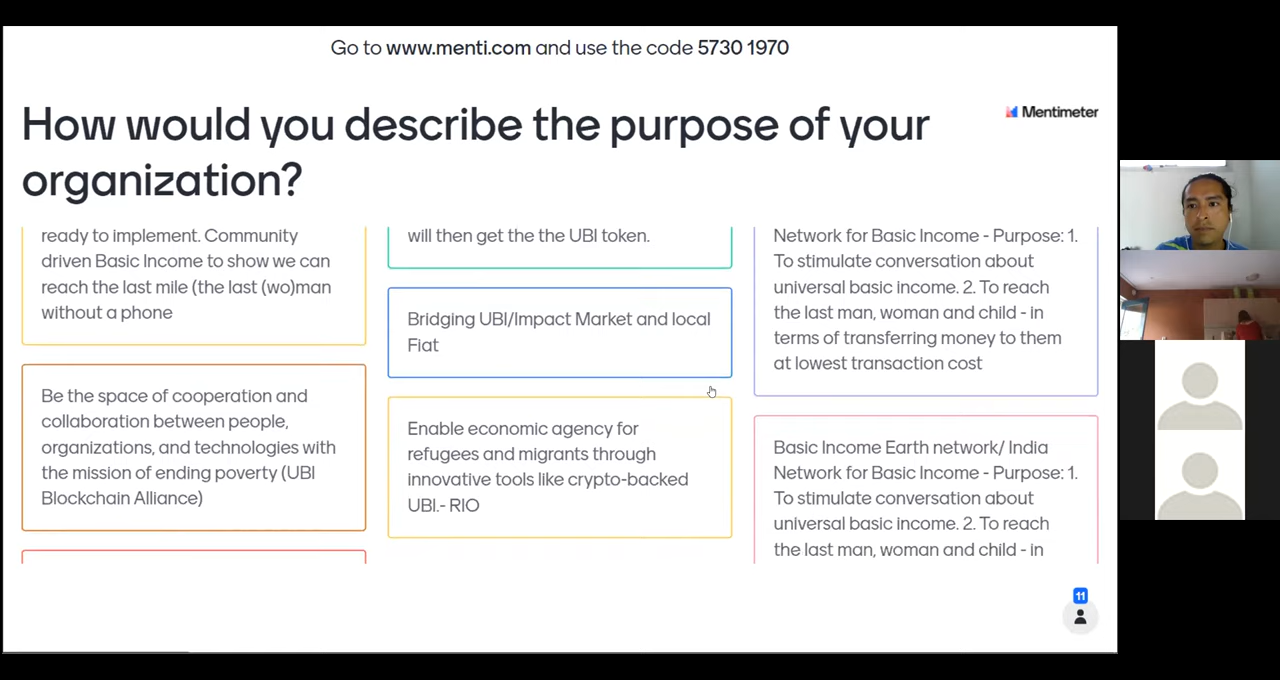 Go to www.menti.com and use the code 5730 1970
How would you describe the purpose of your
organization?
Mentimeter
ready to implement. Community
driven Basic Income to show we can
reach the last mile (the last (wo)man
without a phone
Be the space of cooperation and
collaboration between people,
organizations, and technologies with
the mission of ending poverty (UBI
Blockchain Alliance)
will then get the the UBI token.
Bridging UBI/Impact Market and local
Fiat
Enable economic agency for
refugees and migrants through
innovative tools like crypto-backed
UBI.- RIO
Network for Basic Income - Purpose: 1.
To stimulate conversation about
universal basic income. 2. To reach
the last man, woman and child - in
terms of transferring money to them
at lowest transaction cost
Basic Income Earth network/ India
Network for Basic Income - Purpose: 1.
To stimulate conversation about
universal basic income. 2. To reach
the last man, woman and child - in
11